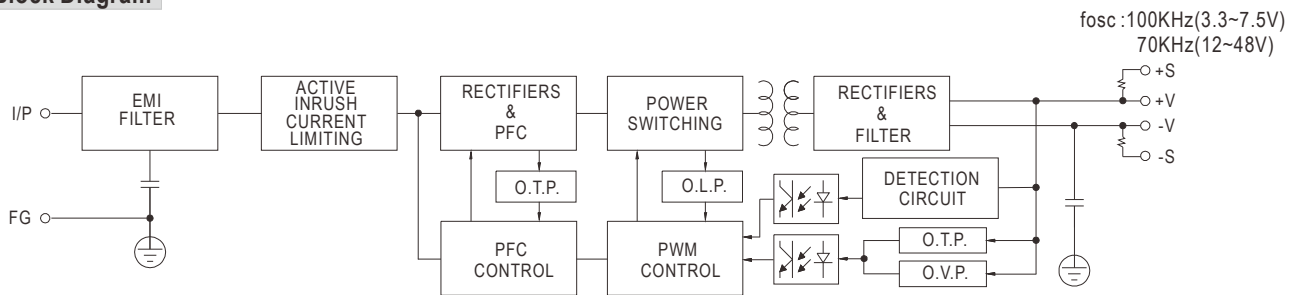 Block Diagram
fosc :100KHz(3.3~7.5V)
70KHz(12~48V)
I/P
EMI
FILTER
ACTIVE
INRUSH
CURRENT
LIMITING
RECTIFIERS
&
PFC
POWER
SWITCHING
RECTIFIERS
&
FILTER
+S
+V
-V
-S
O.T.P.
O.L.P.
DETECTION
CIRCUIT
FG
PFC
CONTROL
PWM
CONTROL
O.T.P.
O.V.P.